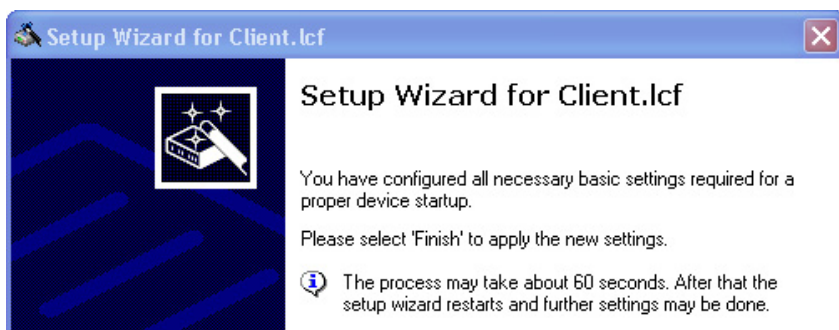 Setup Wizard for Client.lcf
Setup Wizard for Client.lcf
You have configured all necessary basic settings required for a
proper device startup.
Please select 'Finish' to apply the new settings.
The process may take about 60 seconds. After that the
setup wizard restarts and further settings may be done.